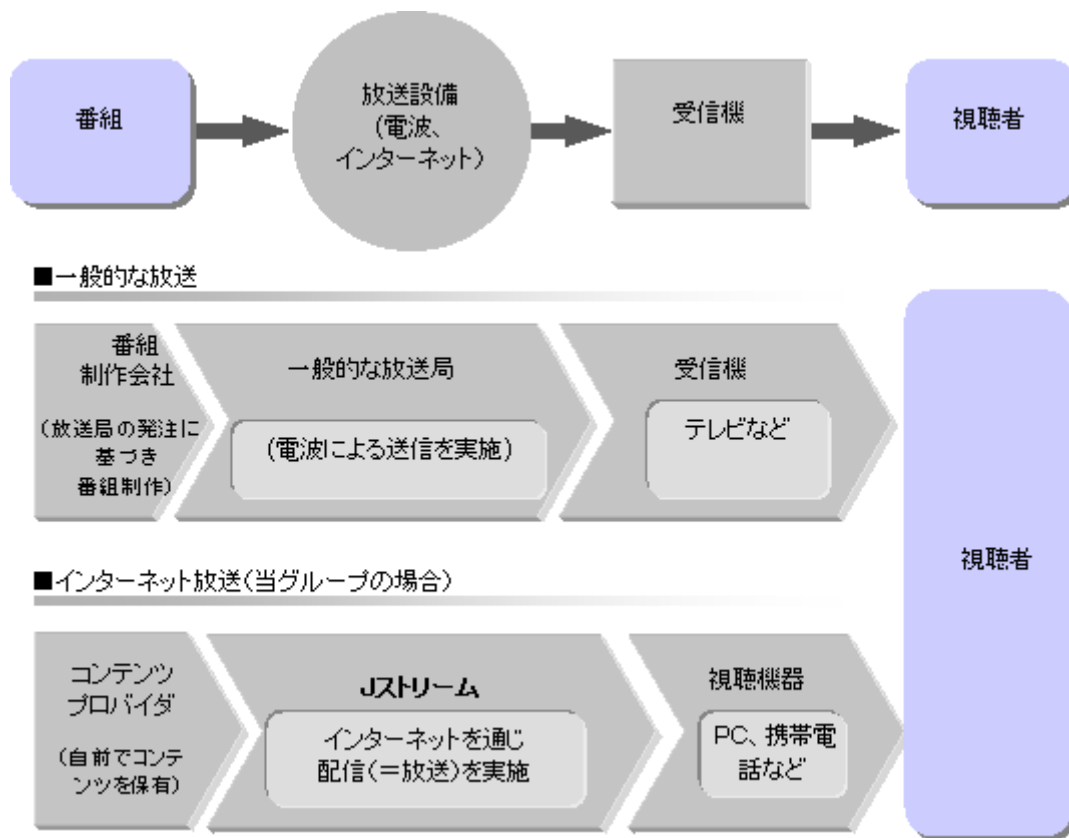 番組
放送設備
(電波、
インターネット)
受信機
視聴者
■一般的な放送
番組
制作会社
(放送局の発注に
基づき
番組制作)
一般的な放送局
(電波による送信を実施)
受信機
テレビなど
視聴者
■インターネット放送(当グループの場合)
コンテンツ
プロバイダ
(自前でコンテ
ンツを保有)
Jストリーム
インターネットを通じ
配信(=放送)を実施
視聴機器
PC、携帯電
話など